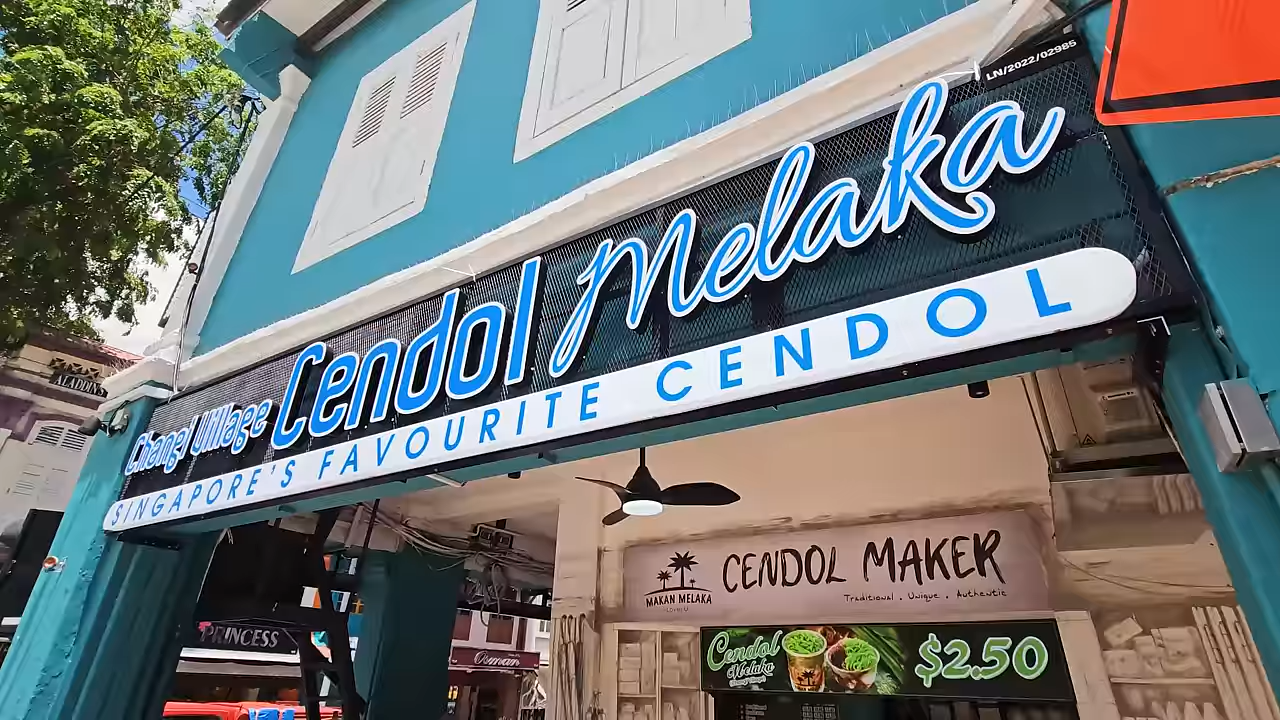 LN/2022/02985
Changi Village Cendol Melaka
SINGAPORE'S FAVOURITE CENDOL
ALADDIN
CENDOL MAKER
Traditional . Unique . Authentic
MAKAN MELAKA
Cendol
Melaka
$2.50
PRINCESS
Osman